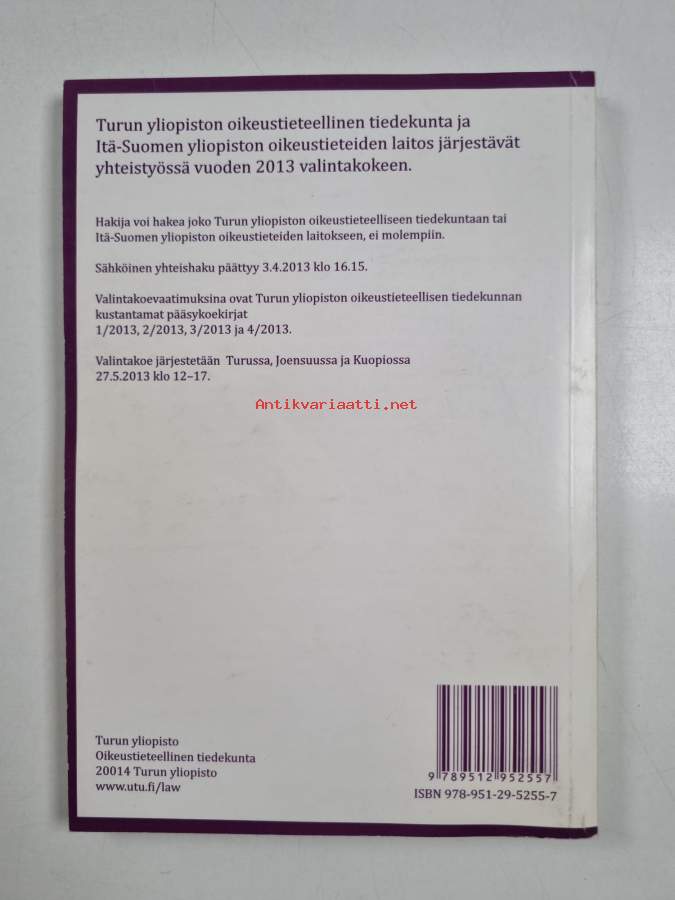 Turun yliopiston oikeustieteellinen tiedekunta ja
Itä-Suomen yliopiston oikeustieteiden laitos järjestävät
yhteistyössä vuoden 2013 valintakokeen.
Hakija voi hakea joko Turun yliopiston oikeustieteelliseen tiedekuntaan tai
Itä-Suomen yliopiston oikeustieteiden laitokseen, ei molempiin.
Sähköinen yhteishaku päättyy 3.4.2013 klo 16.15.
Valintakoevaatimuksina ovat Turun yliopiston oikeustieteellisen tiedekunnan
kustantamat pääsykoekirjat
1/2013, 2/2013, 3/2013 ja 4/2013.
Valintakoe järjestetään Turussa, Joensuussa ja Kuopiossa
27.5.2013 klo 12–17.
Antikvariaatti.net
Turun yliopisto
Oikeustieteellinen tiedekunta
20014 Turun yliopisto
www.utu.fi/law
9 789512 952557
ISBN 978-951-29-5255-7